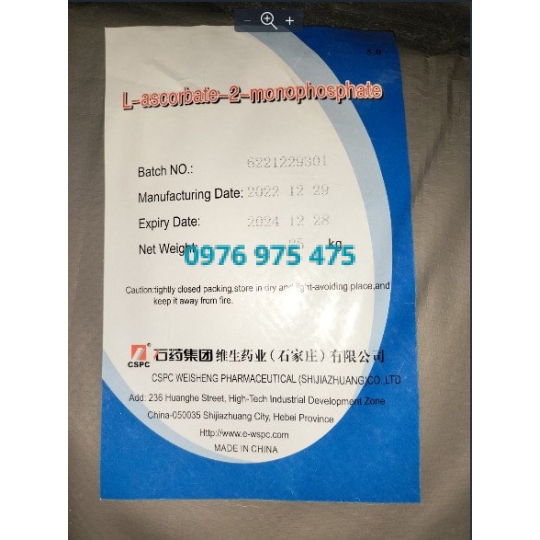 L-ascorbate-2-monophosphate
Batch NO.: 6221229301
Manufacturing Date: 2022 12 29
Expiry Date: 2024 12 28
Net Weight: 25 kg
0976 975 475
Caution:tightly closed packing,store in dry and light-avoiding place,and
keep it away from fire.
CSPC
石药集团维生药业(石家庄)有限公司
CSPC WEISHENG PHARMACEUTICAL (SHIJIAZHUANG)CO.,LTD
Add: 236 Huanghe Street, High-Tech Industrial Development Zone
China-050035 Shijiazhuang City, Hebei Province
Http://www.e-wspc.com
MADE IN CHINA